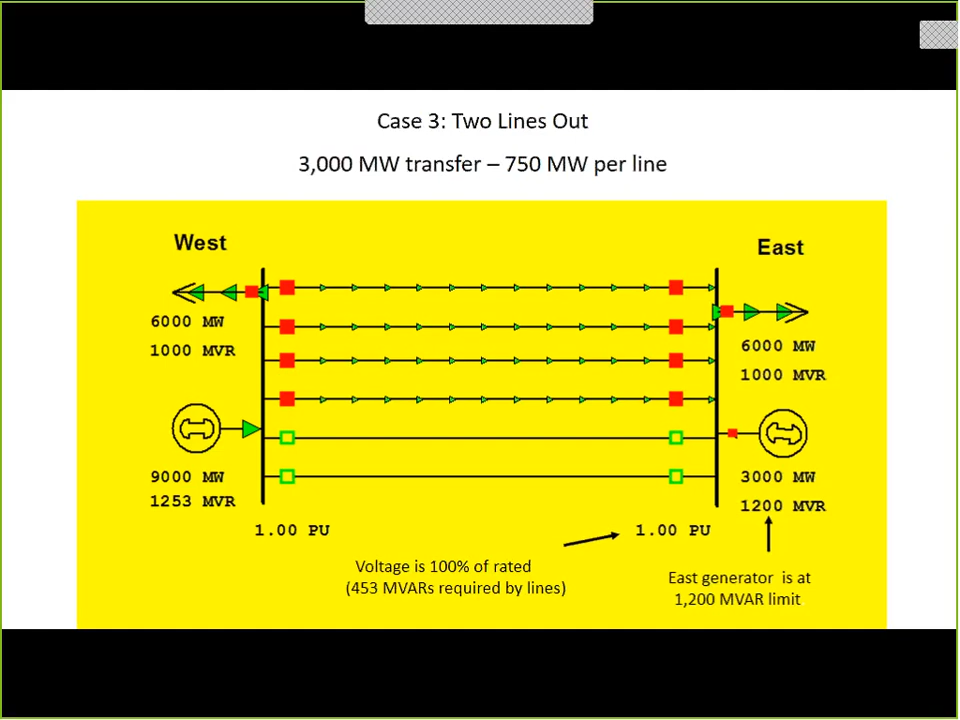 Case 3: Two Lines Out
3,000 MW transfer – 750 MW per line
West
East
6000 MW
1000 MVR
6000 MW
1000 MVR
9000 MW
1253 MVR
3000 MW
1200 MVR
1.00 PU
1.00 PU
Voltage is 100% of rated
(453 MVARs required by lines)
East generator is at
1,200 MVAR limit